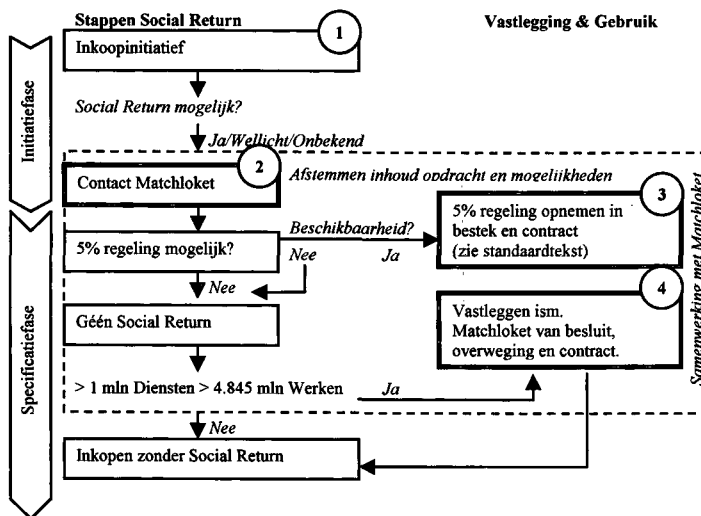 Stappen Social Return
Vastlegging & Gebruik
1
Inkoopinitiatief
Social Return mogelijk?
Ja/Wellicht/Onbekend
Initiatiefase
2
Contact Matchloket
Afstemmen inhoud opdracht en mogelijkheden
3
5% regeling mogelijk?
Beschikbaarheid?
Nee
Ja
5% regeling opnemen in
bestek en contract
(zie standaardtekst)
Nee
4
Géén Social Return
Vastleggen ism.
Matchloket van besluit,
overweging en contract.
Samenwerking met Matchloket
Specificatiefase
> 1 mln Diensten > 4.845 mln Werken
Ja
Nee
Inkopen zonder Social Return